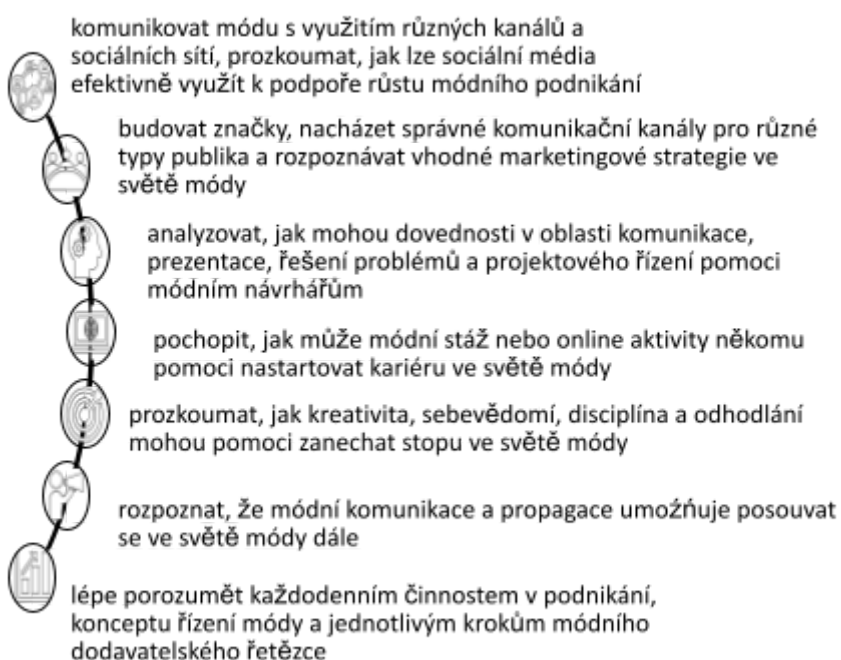 komunikovat módu s využitím různých kanálů a
sociálních sítí, prozkoumat, jak lze sociální média
efektivně využít k podpoře růstu módního podnikání
budovat značky, nacházet správné komunikační kanály pro různé
typy publika a rozpoznávat vhodné marketingové strategie ve
světě módy
analyzovat, jak mohou dovednosti v oblasti komunikace,
prezentace, řešení problémů a projektového řízení pomoci
módním návrhářům
pochopit, jak může módní stáž nebo online aktivity někomu
pomoci nastartovat kariéru ve světě módy
prozkoumat, jak kreativita, sebevědomí, disciplína a odhodlání
mohou pomoci zanechat stopu ve světě módy
rozpoznat, že módní komunikace a propagace umožńuje posouvat
se ve světě módy dále
lépe porozumět každodenním činnostem v podnikání,
konceptu řízení módy a jednotlivým krokům módního
dodavatelského řetězce